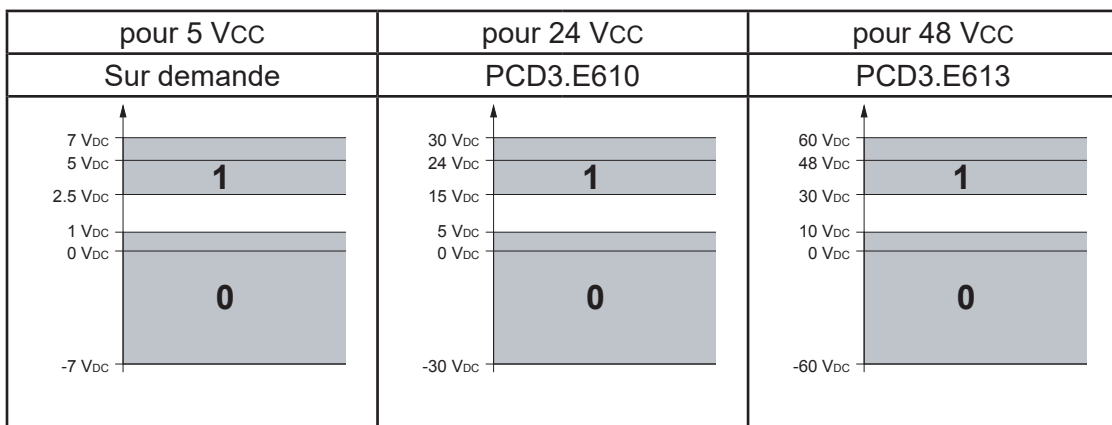 pour 5 VCC
pour 24 VCC
pour 48 VCC
Sur demande
PCD3.E610
PCD3.E613
7 VDC
5 VDC
1
2.5 VDC
1 VDC
0 VDC
0
-7 VDC
30 VDC
24 VDC
1
15 VDC
5 VDC
0 VDC
0
-30 VDC
60 VDC
48 VDC
1
30 VDC
10 VDC
0 VDC
0
-60 VDC